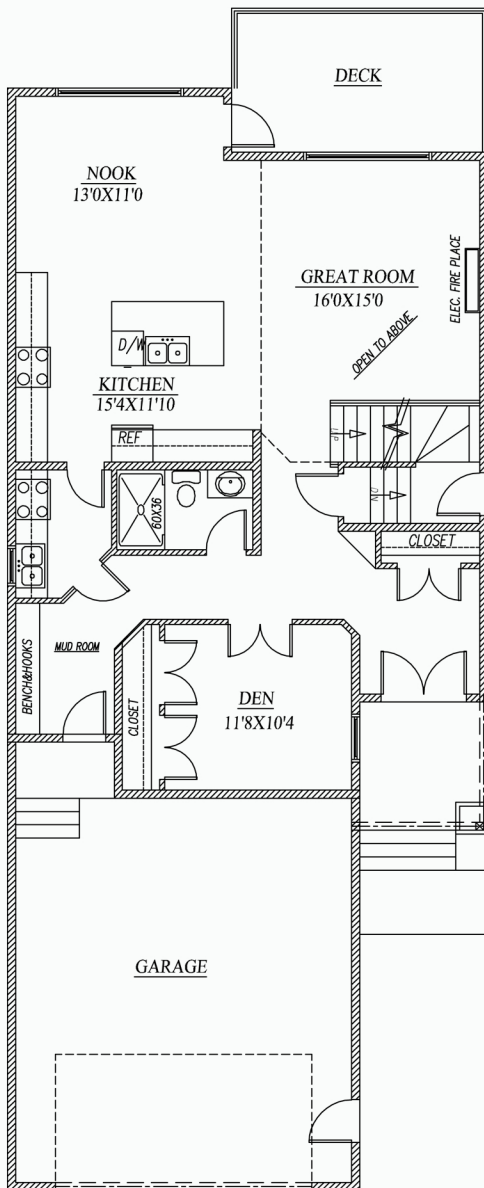 DECK
NOOK
13'0X11'0
GREAT ROOM
16'0X15'0
ELEC. FIRE PLACE
OPEN TO ABOVE
D/W
KITCHEN
15'4X11'10
REF
UP
60X36
DN
CLOSET
MUD ROOM
BENCH&HOOKS
CLOSET
DEN
11'8X10'4
GARAGE